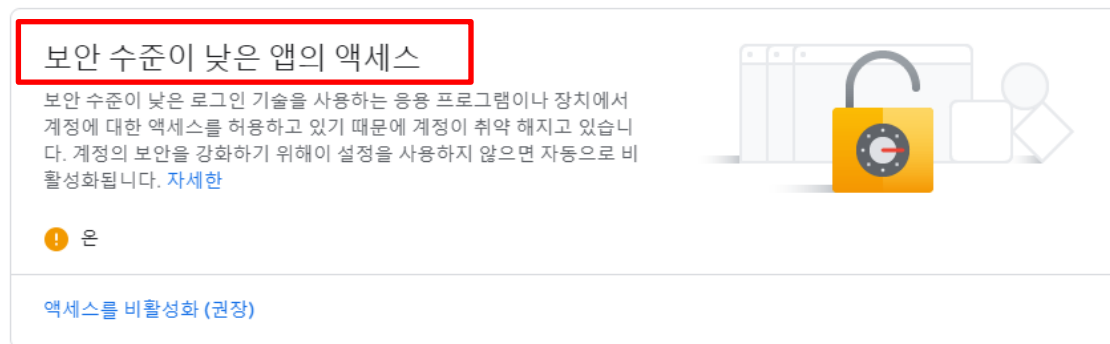 보안 수준이 낮은 앱의 액세스
보안 수준이 낮은 로그인 기술을 사용하는 응용 프로그램이나 장치에서
계정에 대한 액세스를 허용하고 있기 때문에 계정이 취약 해지고 있습니
다. 계정의 보안을 강화하기 위해이 설정을 사용하지 않으면 자동으로 비
활성화됩니다. 자세한
온
액세스를 비활성화 (권장)